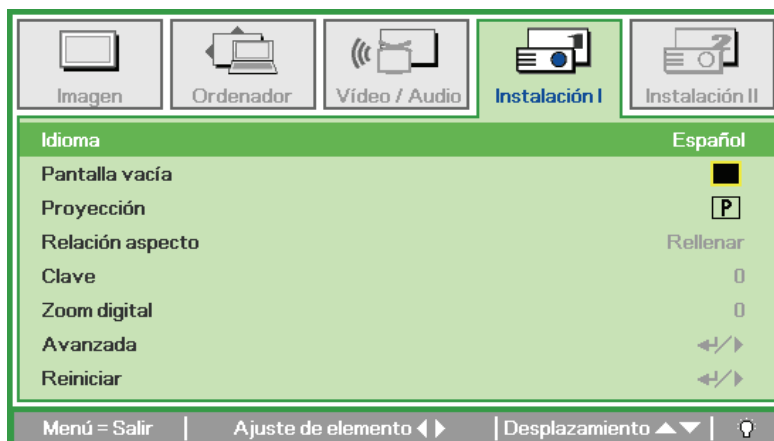 Imagen
Ordenador
Vídeo / Audio
Instalación I
Instalación II
Idioma Español
Pantalla vacía
Proyección P
Relación aspecto Rellenar
Clave 0
Zoom digital 0
Avanzada
Reiniciar
Menú = Salir | Ajuste de elemento | Desplazamiento |